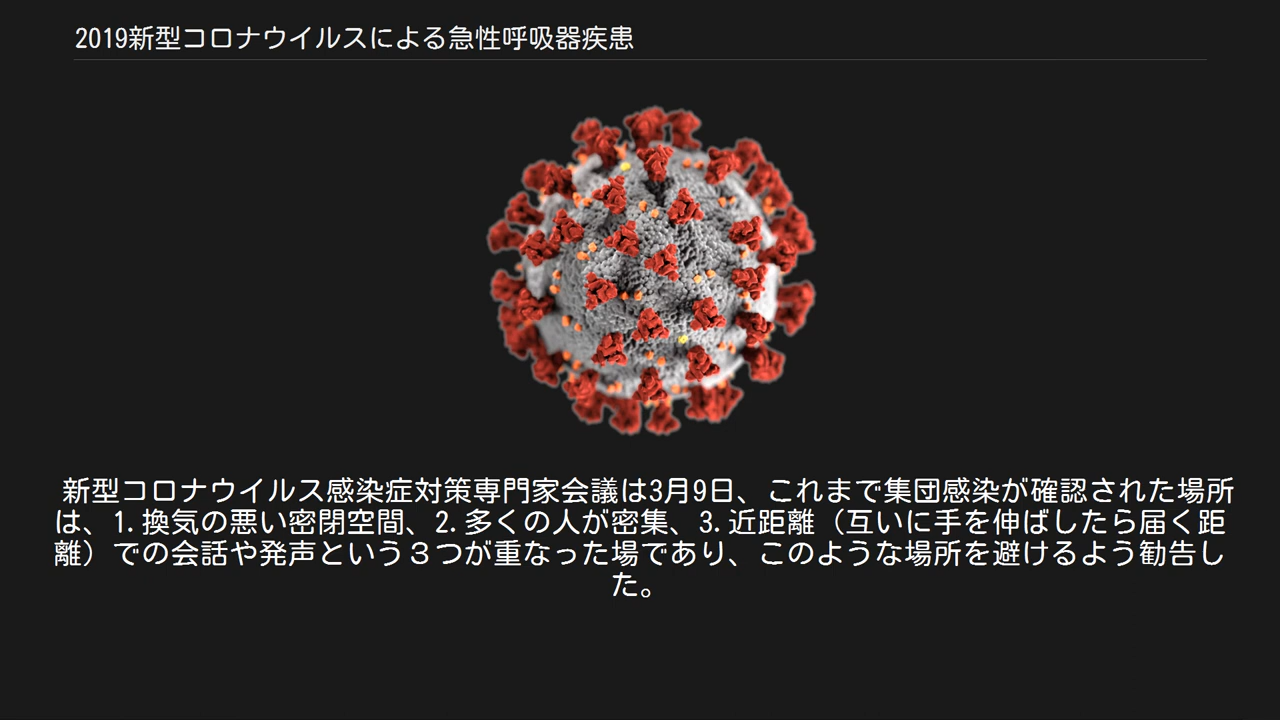 2019新型コロナウイルスによる急性呼吸器疾患
新型コロナウイルス感染症対策専門家会議は3月9日、これまで集団感染が確認された場所
は、1.換気の悪い密閉空間、2.多くの人が密集、3.近距離（互いに手を伸ばしたら届く距
離）での会話や発声という３つが重なった場であり、このような場所を避けるよう勧告し
た。